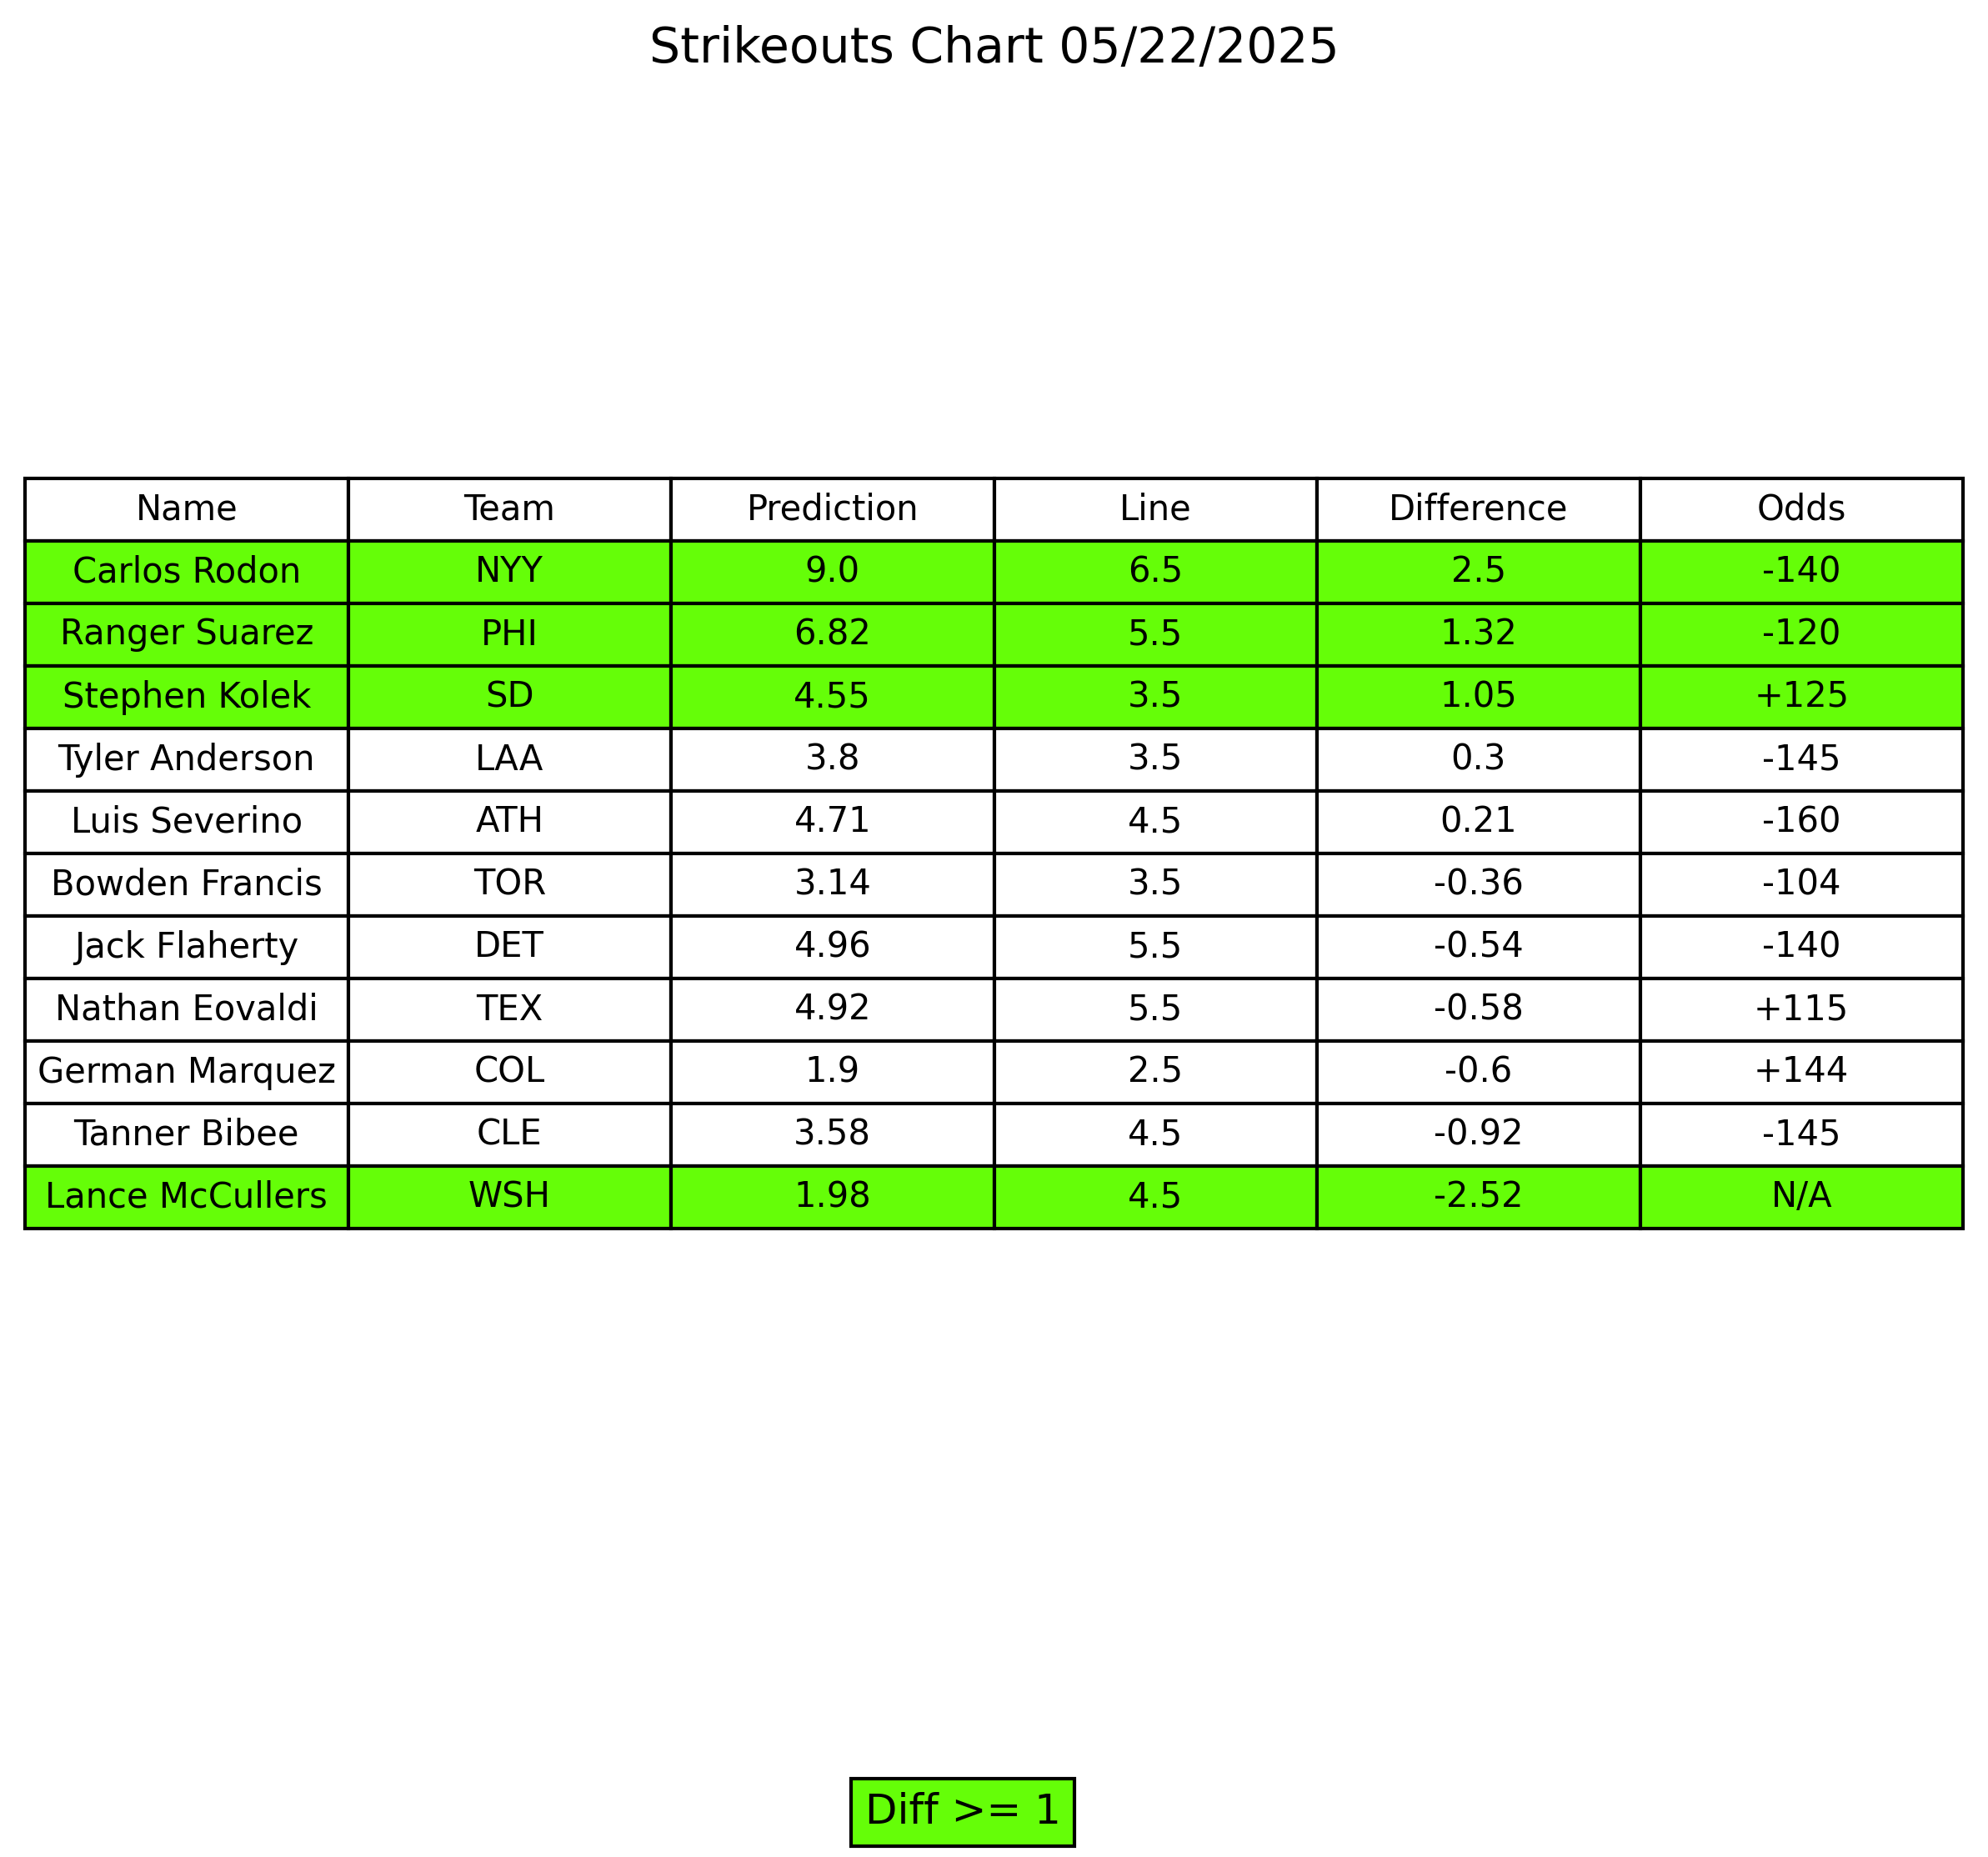 Strikeouts Chart 05/22/2025
Name Team Prediction Line Difference Odds
Carlos Rodon NYY 9.0 6.5 2.5 -140
Ranger Suarez PHI 6.82 5.5 1.32 -120
Stephen Kolek SD 4.55 3.5 1.05 +125
Tyler Anderson LAA 3.8 3.5 0.3 -145
Luis Severino ATH 4.71 4.5 0.21 -160
Bowden Francis TOR 3.14 3.5 -0.36 -104
Jack Flaherty DET 4.96 5.5 -0.54 -140
Nathan Eovaldi TEX 4.92 5.5 -0.58 +115
German Marquez COL 1.9 2.5 -0.6 +144
Tanner Bibee CLE 3.58 4.5 -0.92 -145
Lance McCullers WSH 1.98 4.5 -2.52 N/A
Diff >= 1